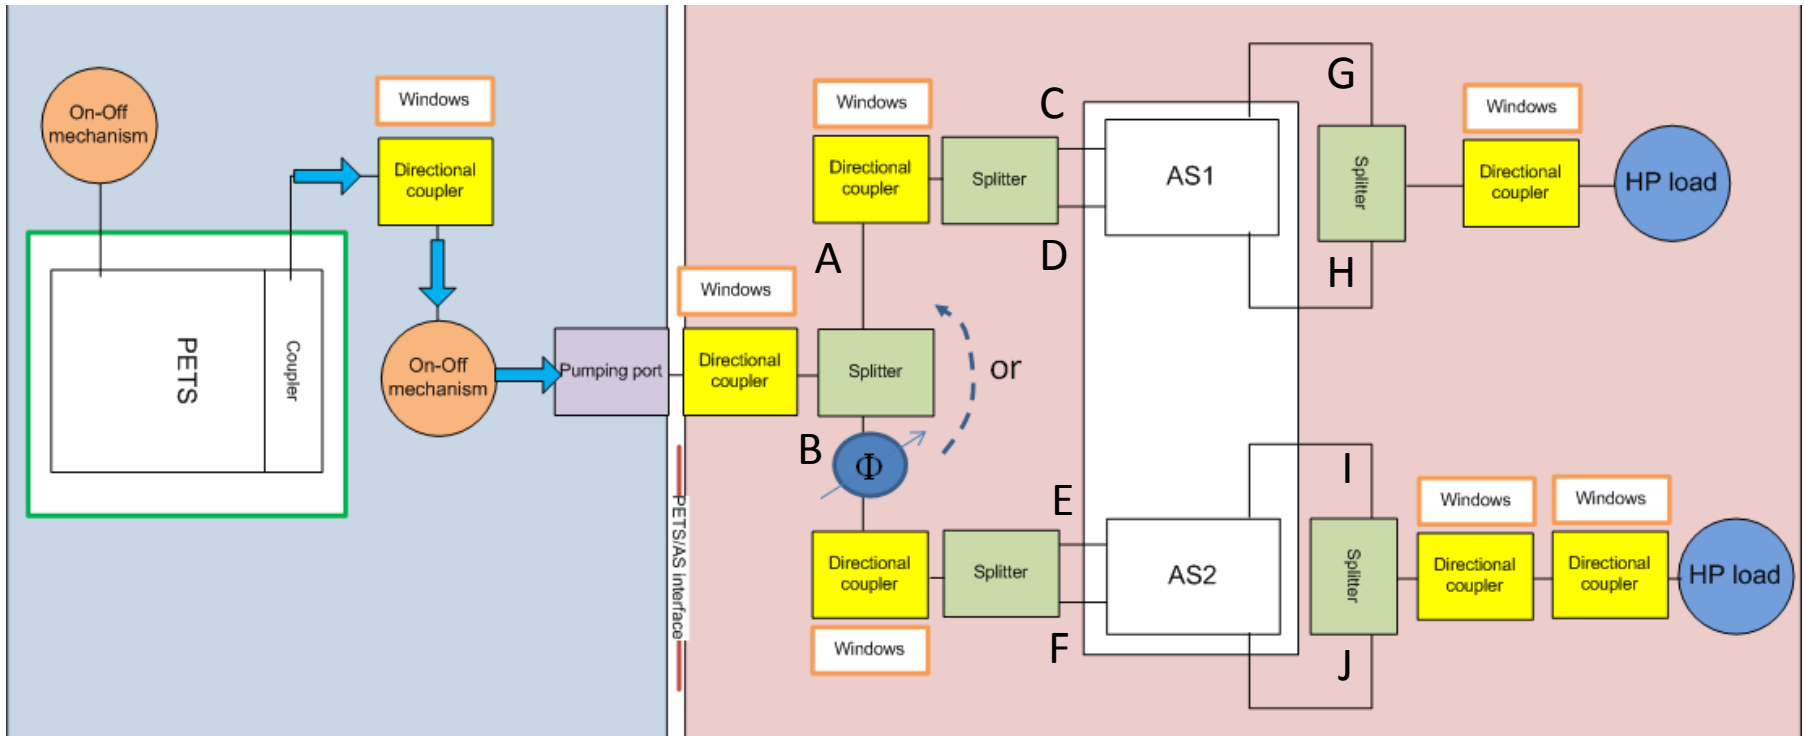 On-Off
mechanism
Windows
Directional
coupler
PETS
Coupler
On-Off
mechanism
Pumping port
PETS/AS interface
Windows
Directional
coupler
Splitter
A
B
Φ
or
Windows
Directional
coupler
Splitter
C
D
AS1
G
H
Splitter
Windows
Directional
coupler
HP load
Directional
coupler
Windows
Splitter
E
F
AS2
I
J
Splitter
Windows
Directional
coupler
Windows
Directional
coupler
HP load